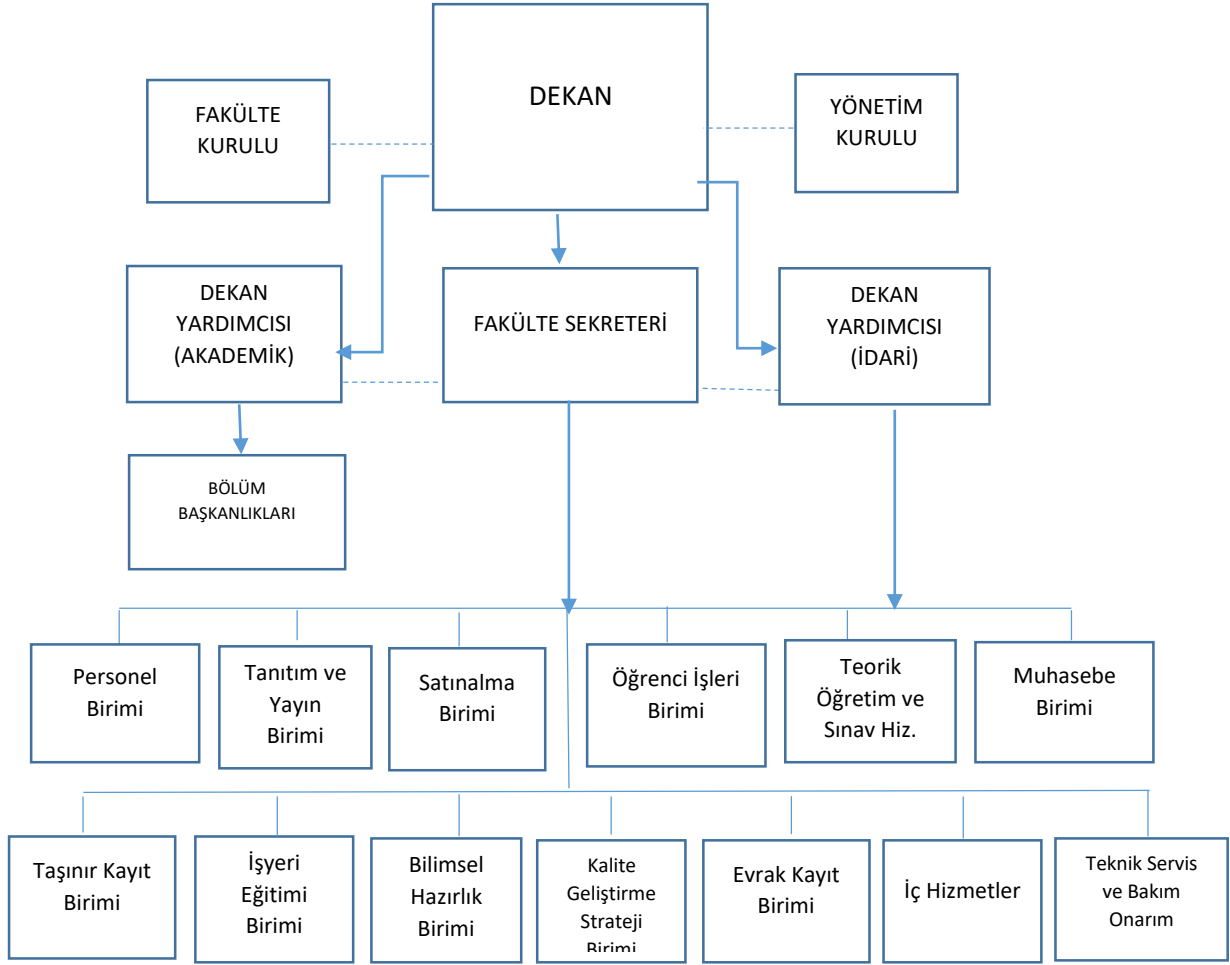 DEKAN
FAKÜLTE
KURULU
YÖNETİM
KURULU
DEKAN
YARDIMCISI
(AKADEMİK)
FAKÜLTE SEKRETERİ
DEKAN
YARDIMCISI
(İDARİ)
BÖLÜM
BAŞKANLIKLARI
Personel
Birimi
Tanıtım ve
Yayın
Birimi
Satınalma
Birimi
Öğrenci İşleri
Birimi
Teorik
Öğretim ve
Sınav Hiz.
Muhasebe
Birimi
Taşınır Kayıt
Birimi
İşyeri
Eğitimi
Birimi
Bilimsel
Hazırlık
Birimi
Kalite
Geliştirme
Strateji
Birimi
Evrak Kayıt
Birimi
İç Hizmetler
Teknik Servis
ve Bakım
Onarım